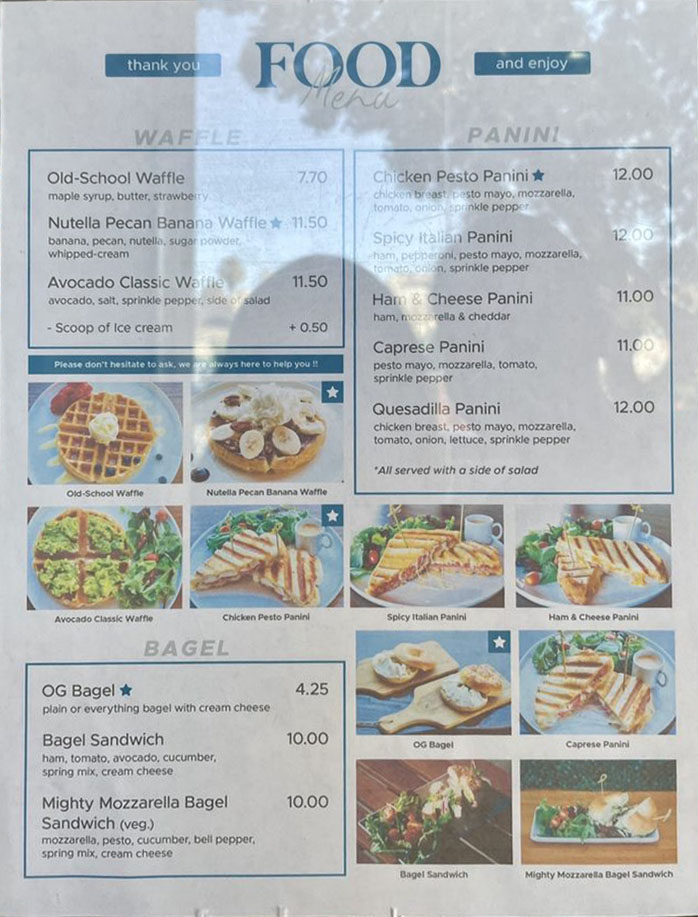 thank you
FOOD
Menu
and enjoy
WAFFLE
Old-School Waffle 7.70
maple syrup, butter, strawberry
Nutella Pecan Banana Waffle ★ 11.50
banana, pecan, nutella, sugar powder,
whipped-cream
Avocado Classic Waffle 11.50
avocado, salt, sprinkle pepper, side of salad
- Scoop of Ice cream + 0.50
Please don't hesitate to ask, we are always here to help you !!
PANINI
Chicken Pesto Panini ★ 12.00
chicken breast, pesto mayo, mozzarella,
tomato, onion, sprinkle pepper
Spicy Italian Panini 12.00
ham, pepperoni, pesto mayo, mozzarella,
tomato, onion, sprinkle pepper
Ham & Cheese Panini 11.00
ham, mozzarella & cheddar
Caprese Panini 11.00
pesto mayo, mozzarella, tomato,
sprinkle pepper
Quesadilla Panini 12.00
chicken breast, pesto mayo, mozzarella,
tomato, onion, lettuce, sprinkle pepper
*All served with a side of salad
Old-School Waffle
Nutella Pecan Banana Waffle
Avocado Classic Waffle
Chicken Pesto Panini
Spicy Italian Panini
Ham & Cheese Panini
BAGEL
OG Bagel ★ 4.25
plain or everything bagel with cream cheese
Bagel Sandwich 10.00
ham, tomato, avocado, cucumber,
spring mix, cream cheese
Mighty Mozzarella Bagel 10.00
Sandwich (veg.)
mozzarella, pesto, cucumber, bell pepper,
spring mix, cream cheese
OG Bagel
Caprese Panini
Bagel Sandwich
Mighty Mozzarella Bagel Sandwich